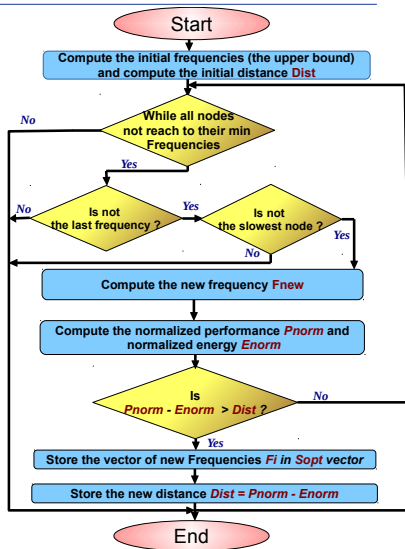 Start
Compute the initial frequencies (the upper bound)
and compute the initial distance Dist
While all nodes
not reach to their min
Frequencies
No
Yes
Is not
the last frequency ?
No
Yes
Is not
the slowest node ?
Yes
No
Compute the new frequency Fnew
Compute the normalized performance Pnorm and
normalized energy Enorm
Is
Pnorm - Enorm > Dist ?
No
Yes
Store the vector of new Frequencies Fi in Sopt vector
Store the new distance Dist = Pnorm - Enorm
End